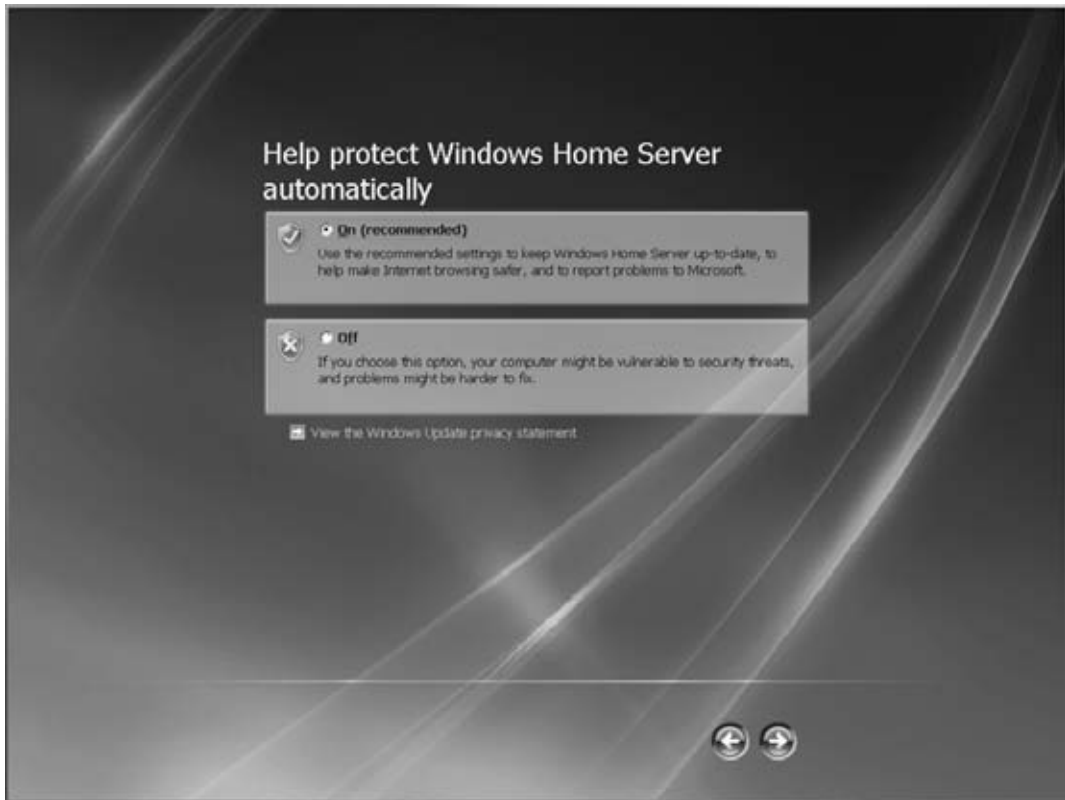 Help protect Windows Home Server
automatically
On (recommended)
Use the recommended settings to keep Windows Home Server up-to-date, to
help make Internet browsing safer, and to report problems to Microsoft.
Off
If you choose this option, your computer might be vulnerable to security threats,
and problems might be harder to fix.
View the Windows Update privacy statement